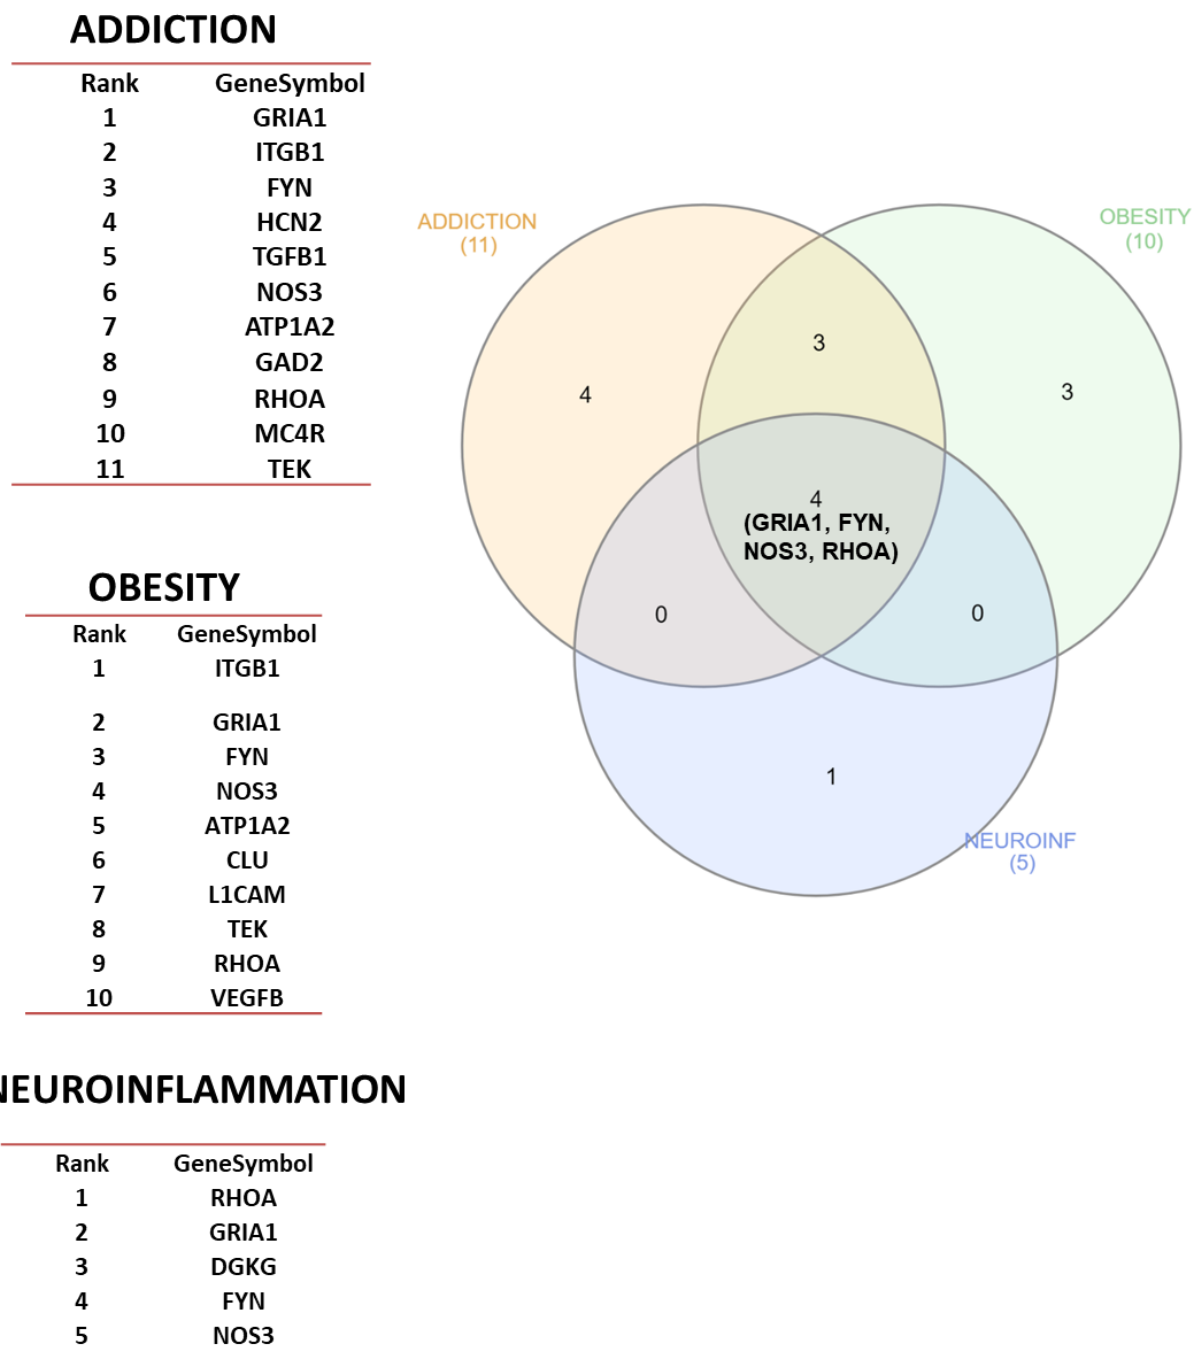 ADDICTION
Rank GeneSymbol
1 GRIA1
2 ITGB1
3 FYN
4 HCN2
5 TGFB1
6 NOS3
7 ATP1A2
8 GAD2
9 RHOA
10 MC4R
11 TEK
OBESITY
Rank GeneSymbol
1 ITGB1
2 GRIA1
3 FYN
4 NOS3
5 ATP1A2
6 CLU
7 L1CAM
8 TEK
9 RHOA
10 VEGFB
NEUROINFLAMMATION
Rank GeneSymbol
1 RHOA
2 GRIA1
3 DGKG
4 FYN
5 NOS3
ADDICTION
(11)
OBESITY
(10)
3
4
3
4
(GRIA1, FYN,
NOS3, RHOA)
0
0
1
NEUROINF
(5)